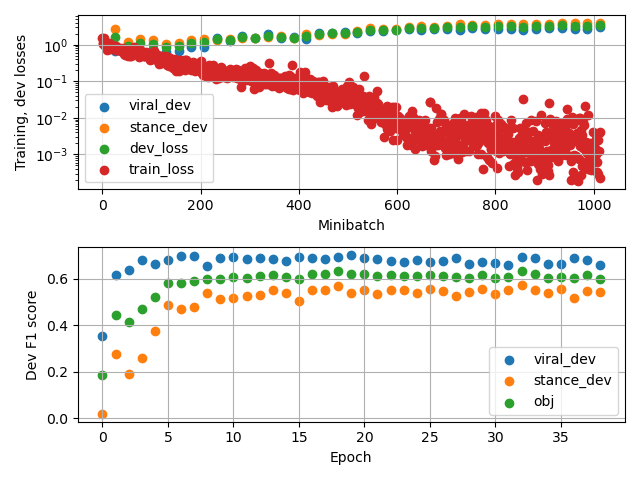 Training, dev losses
10⁰
10⁻¹
10⁻²
10⁻³
viral_dev
stance_dev
dev_loss
train_loss
0 200 400 600 800 1000
Minibatch
Dev F1 score
0.6
0.4
0.2
0.0
viral_dev
stance_dev
obj
0 5 10 15 20 25 30 35
Epoch